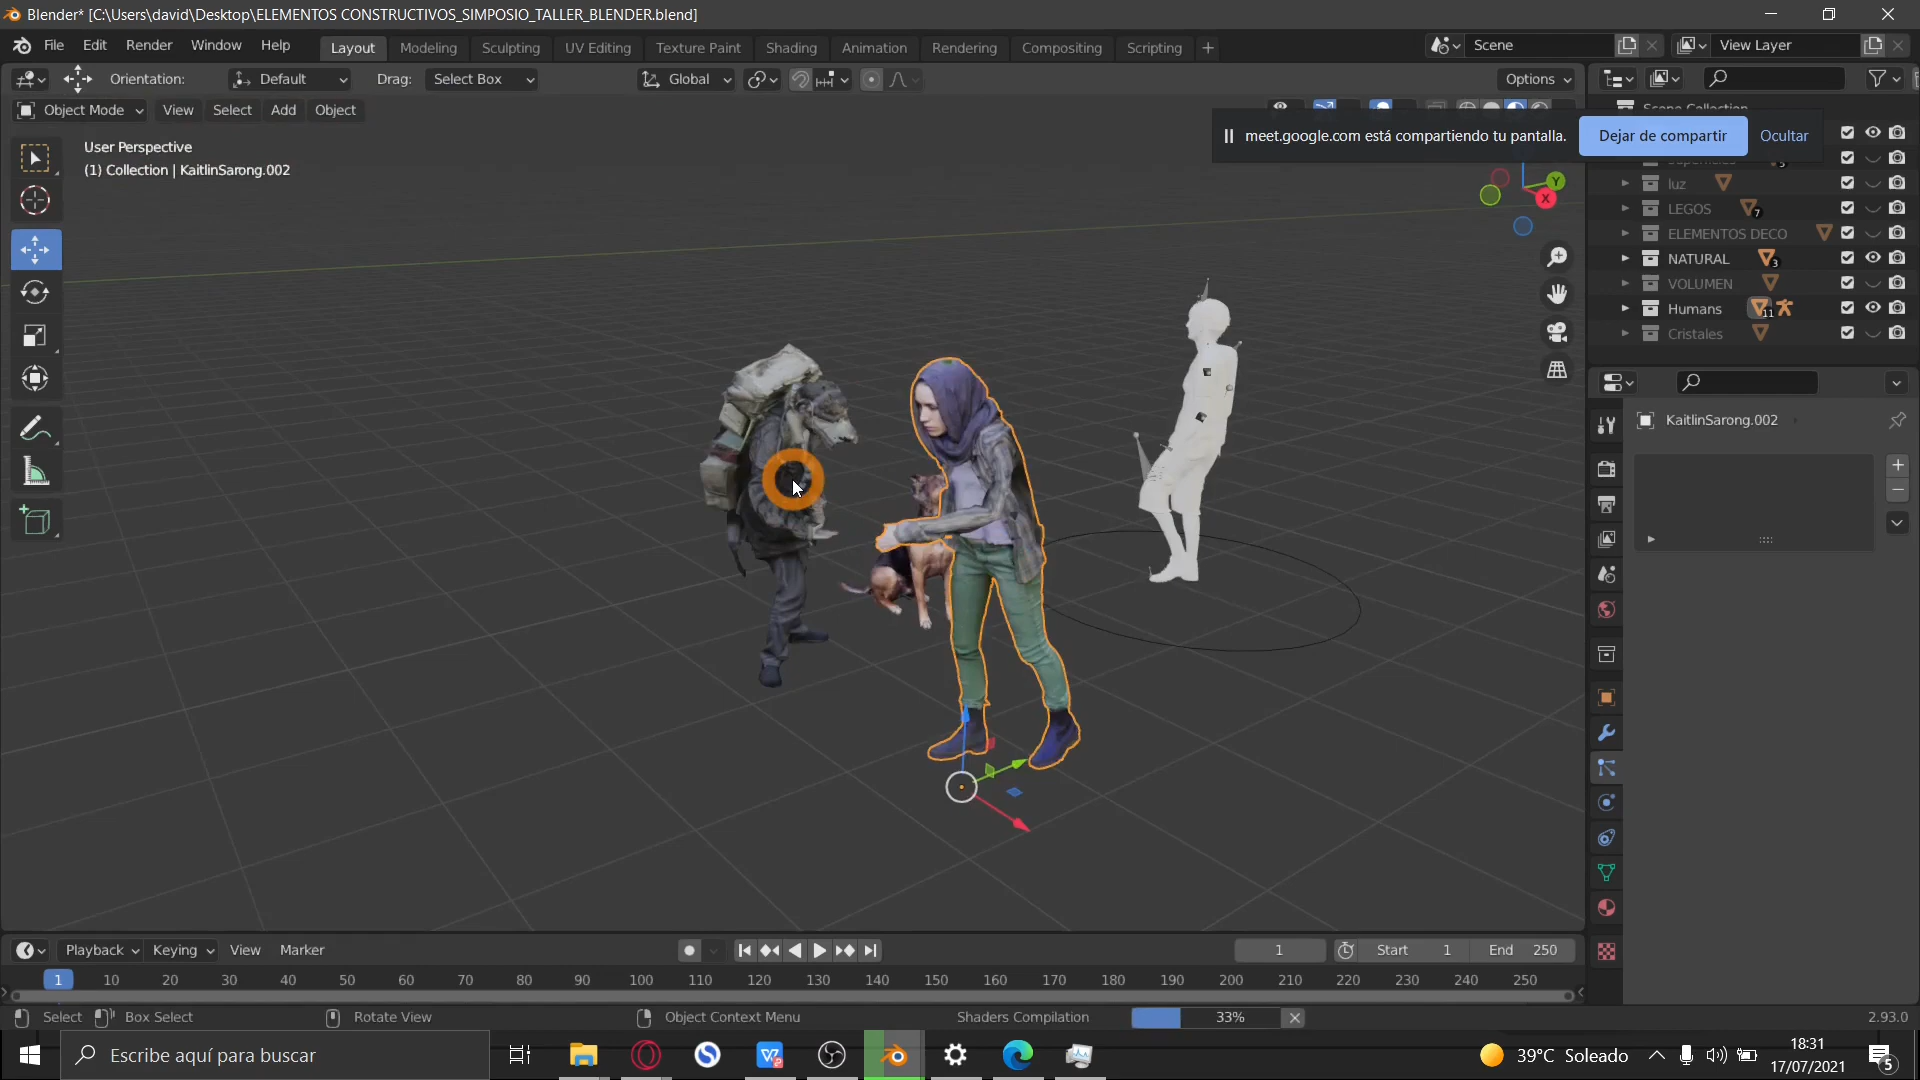 Blender* [C:\Users\david\Desktop\ELEMENTOS CONSTRUCTIVOS_SIMPOSIO_TALLER_BLENDER.blend]
File Edit Render Window Help Layout Modeling Sculpting UV Editing Texture Paint Shading Animation Rendering Compositing Scripting + Scene View Layer
Orientation: Default Drag: Select Box Global Options
Object Mode View Select Add Object
meet.google.com está compartiendo tu pantalla. Dejar de compartir Ocultar
User Perspective
(1) Collection | KaitlinSarong.002
Y
X
luz
LEGOS 7
ELEMENTOS DECO
NATURAL 3
VOLUMEN
Humans 11
Cristales
KaitlinSarong.002
Playback Keying View Marker 1 Start 1 End 250
1 10 20 30 40 50 60 70 80 90 100 110 120 130 140 150 160 170 180 190 200 210 220 230 240 250
Select Box Select Rotate View Object Context Menu Shaders Compilation 33% 2.93.0
Escribe aquí para buscar
39°C Soleado
18:31
17/07/2021
5